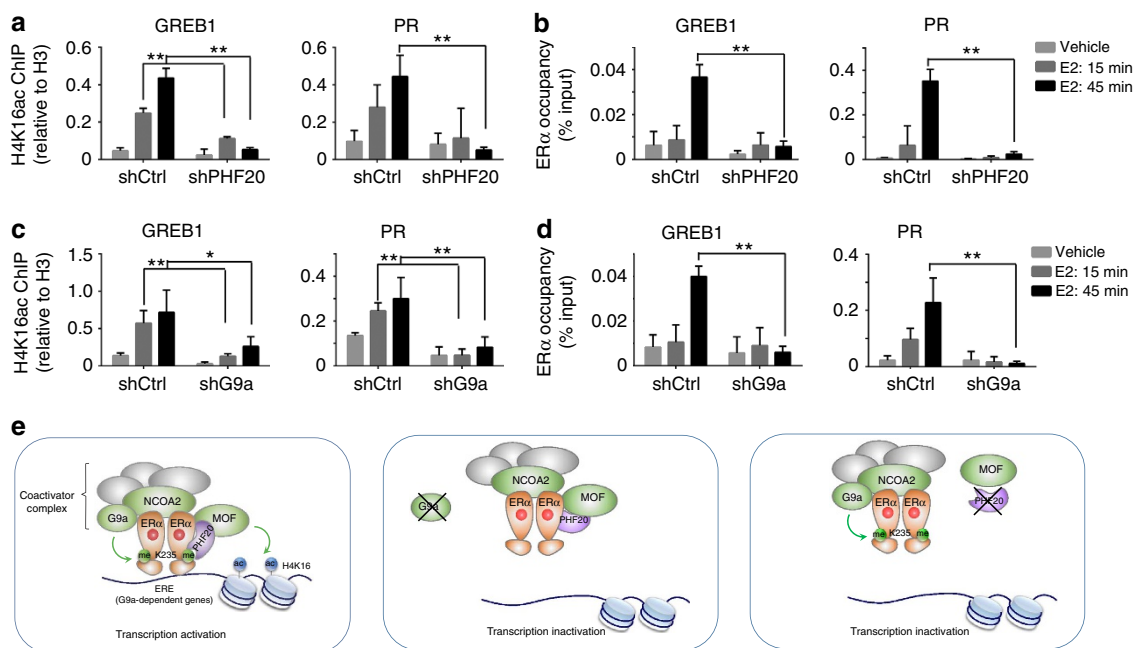 a
GREB1
H4K16ac ChIP
(relative to H3)
0.6
0.4
0.2
0
**
**
shCtrl
shPHF20
PR
0.6
0.4
0.2
0
**
shCtrl
shPHF20
b
GREB1
ERα occupancy
(% input)
0.04
0.02
0
**
shCtrl
shPHF20
PR
0.4
0.2
0
**
shCtrl
shPHF20
Vehicle
E2: 15 min
E2: 45 min
c
GREB1
H4K16ac ChIP
(relative to H3)
1.5
1.0
0.5
0
**
*
shCtrl
shG9a
PR
0.4
0.2
0
**
**
shCtrl
shG9a
d
GREB1
ERα occupancy
(% input)
0.04
0.02
0
**
shCtrl
shG9a
PR
0.4
0.2
0
**
shCtrl
shG9a
Vehicle
E2: 15 min
E2: 45 min
e
Coactivator
complex
NCOA2
G9a
ERα
ERα
MOF
PHF20
me
K235
me
ac
ac
H4K16
ERE
(G9a-dependent genes)
Transcription activation
G9a
NCOA2
ERα
ERα
MOF
PHF20
Transcription inactivation
NCOA2
G9a
ERα
ERα
me
K235
me
MOF
PHF20
Transcription inactivation